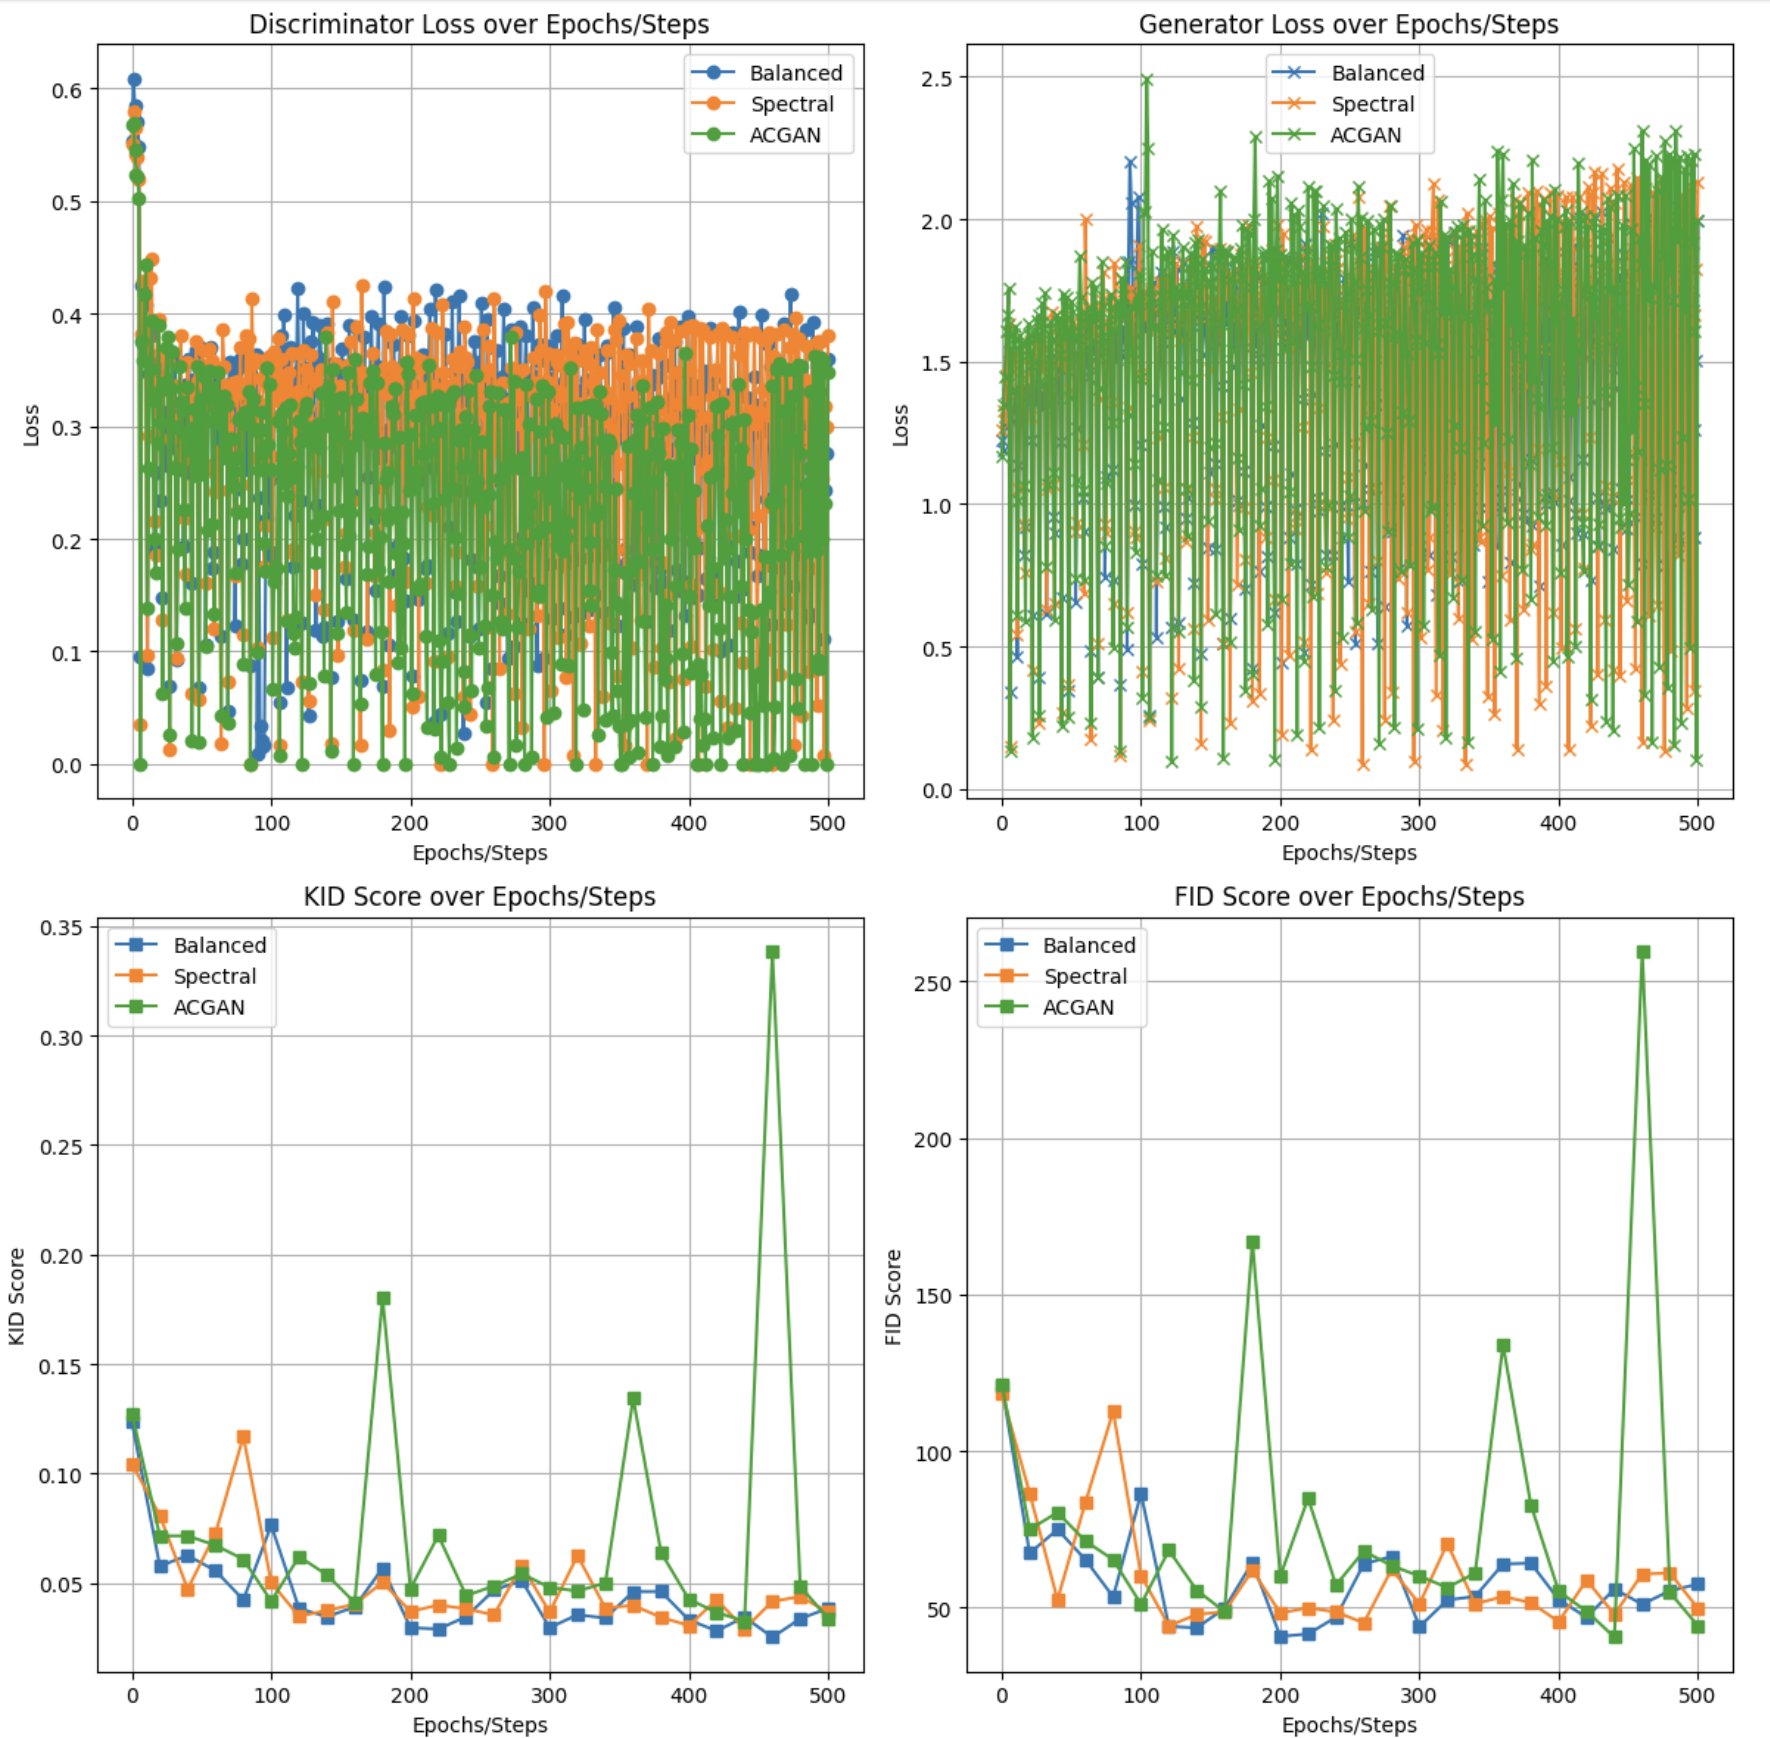 Discriminator Loss over Epochs/Steps
Balanced
Spectral
ACGAN
0.6
0.5
0.4
0.3
0.2
0.1
0.0
Loss
0 100 200 300 400 500
Epochs/Steps
Generator Loss over Epochs/Steps
Balanced
Spectral
ACGAN
2.5
2.0
1.5
1.0
0.5
0.0
Loss
0 100 200 300 400 500
Epochs/Steps
KID Score over Epochs/Steps
Balanced
Spectral
ACGAN
0.35
0.30
0.25
0.20
0.15
0.10
0.05
KID Score
0 100 200 300 400 500
Epochs/Steps
FID Score over Epochs/Steps
Balanced
Spectral
ACGAN
250
200
150
100
50
FID Score
0 100 200 300 400 500
Epochs/Steps